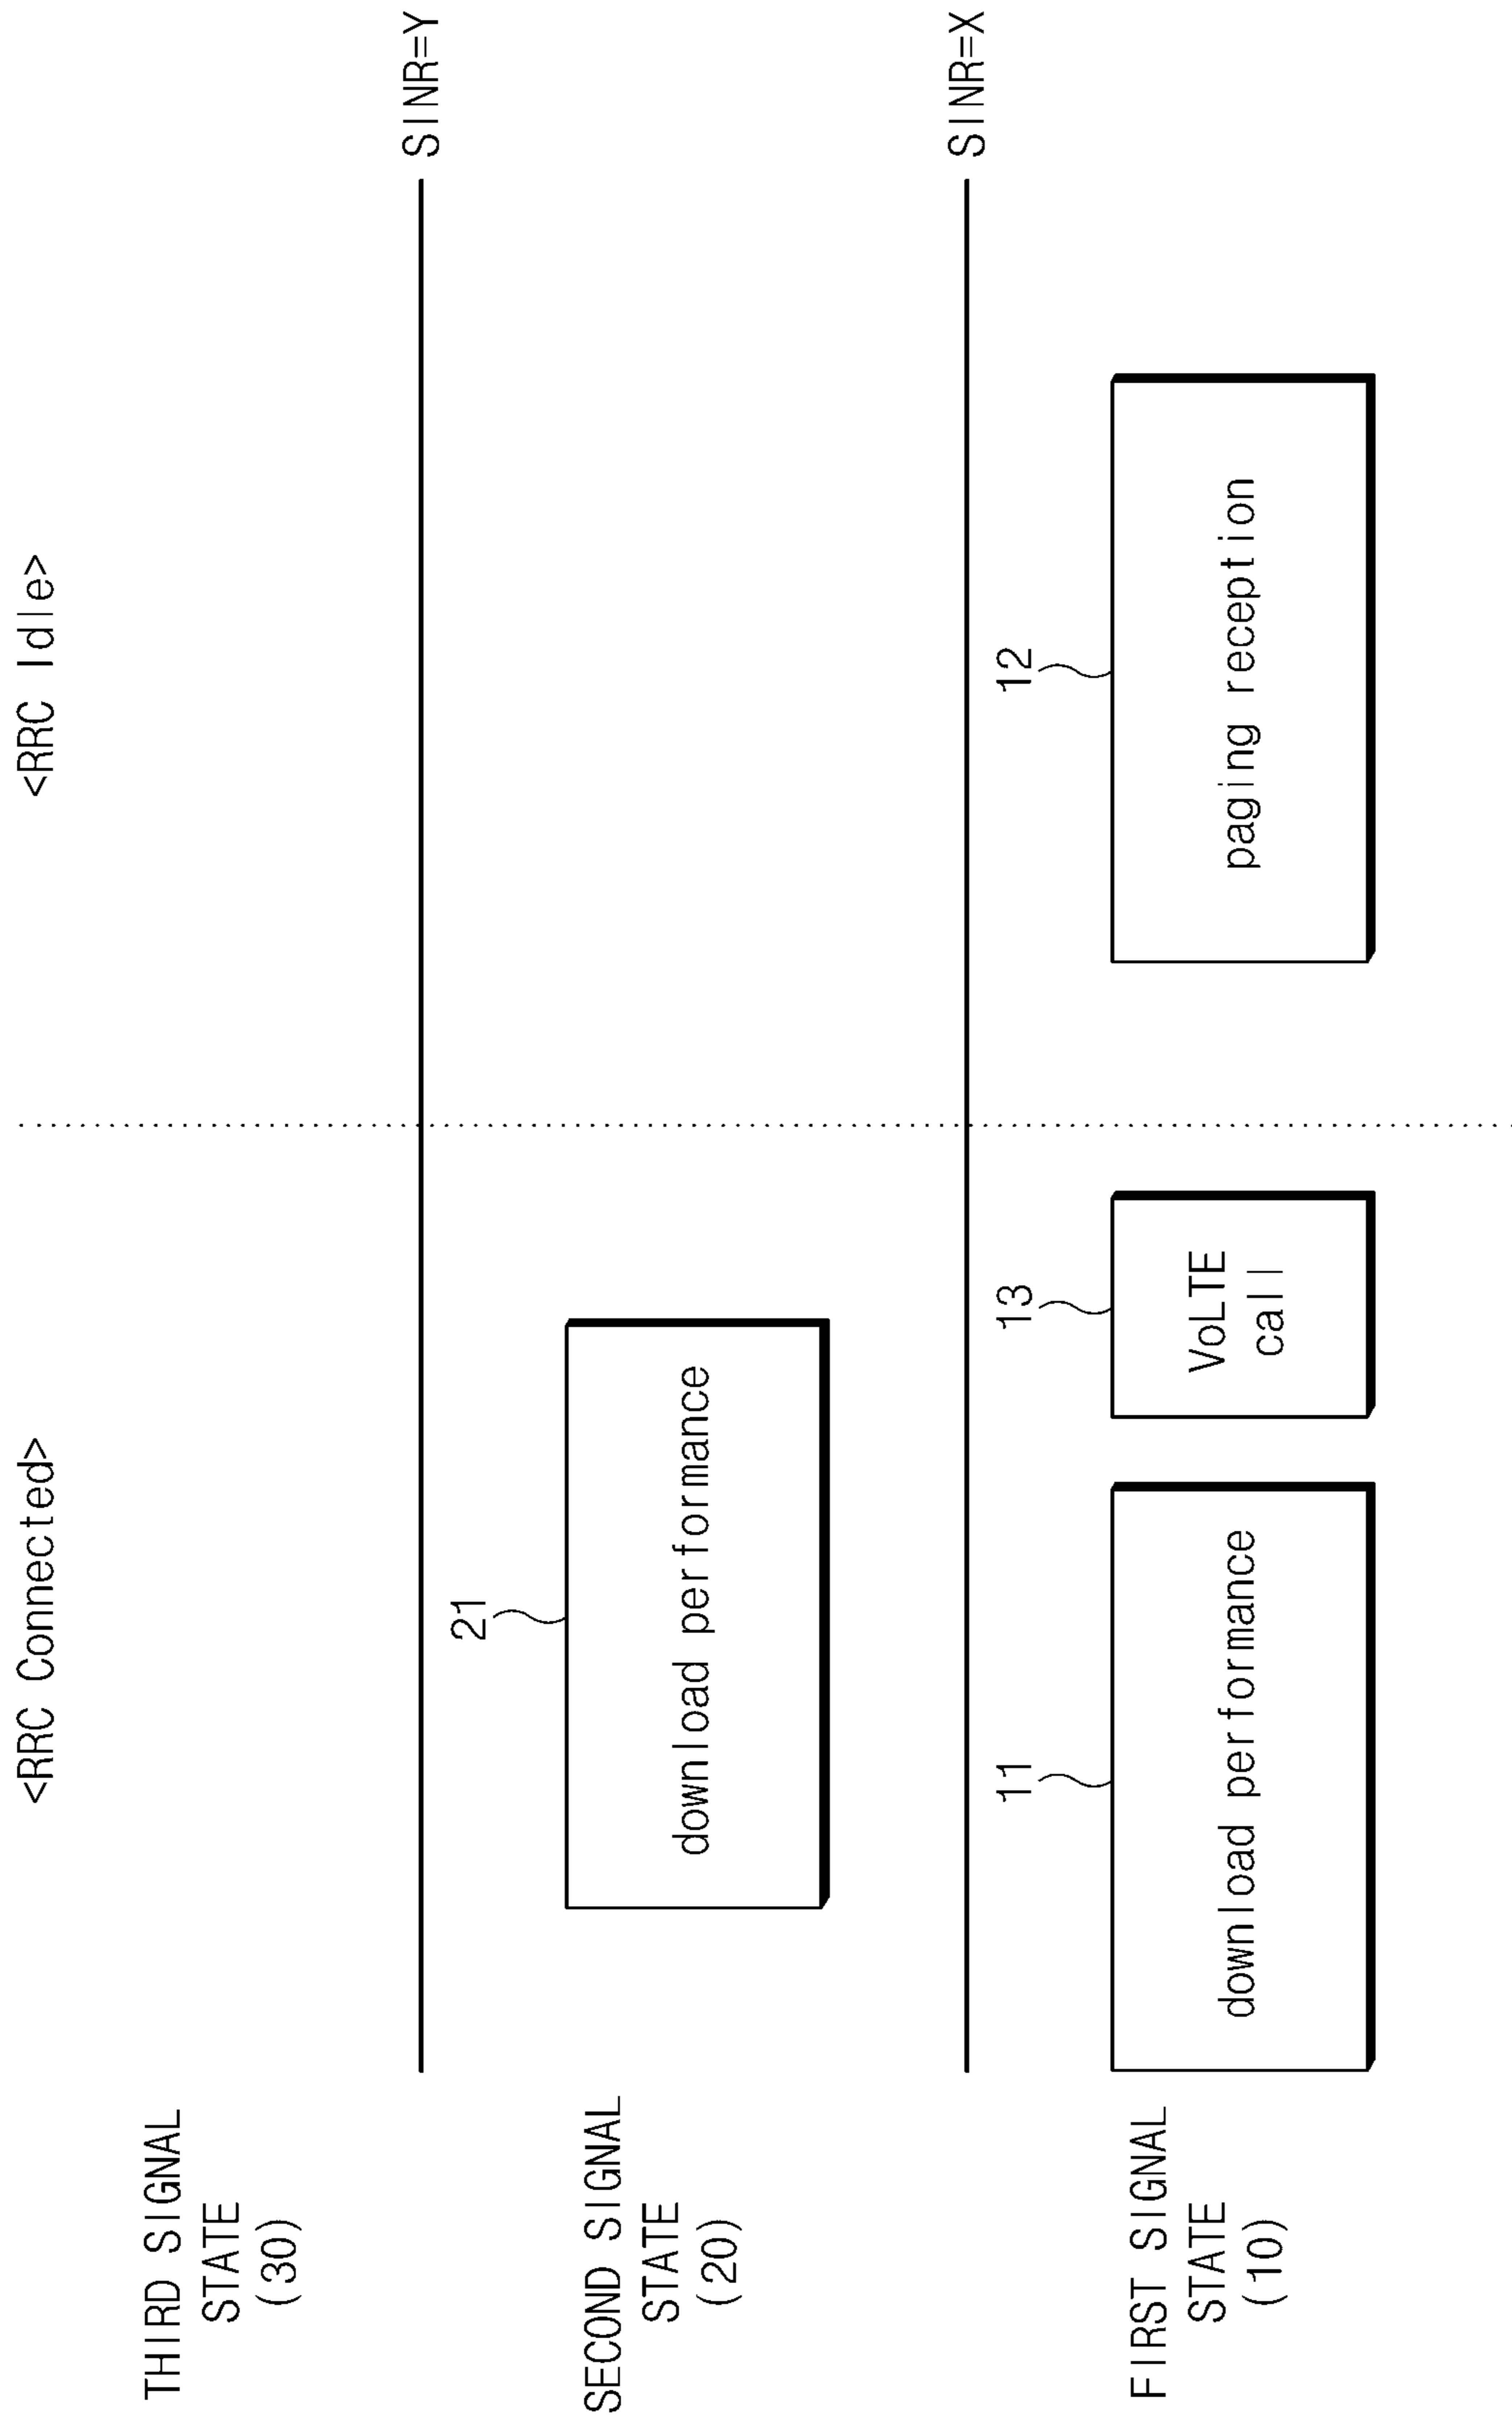 <RRC Connected>
<RRC Idle>
THIRD SIGNAL
STATE
(30)
SINR=Y
SECOND SIGNAL
STATE
(20)
21
download performance
SINR=X
FIRST SIGNAL
STATE
(10)
11
download performance
13
VoLTE
call
12
paging reception